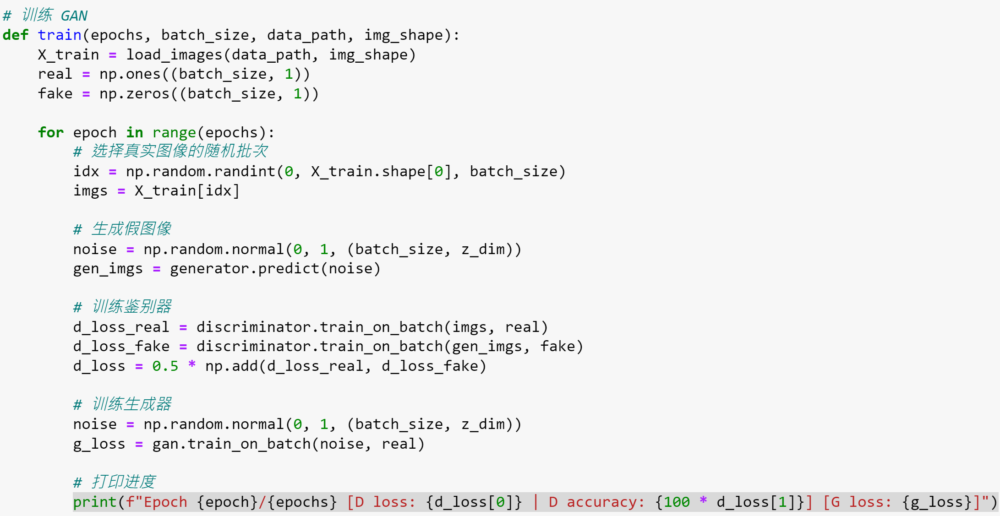 # 训练 GAN
def train(epochs, batch_size, data_path, img_shape):
    X_train = load_images(data_path, img_shape)
    real = np.ones((batch_size, 1))
    fake = np.zeros((batch_size, 1))

    for epoch in range(epochs):
        # 选择真实图像的随机批次
        idx = np.random.randint(0, X_train.shape[0], batch_size)
        imgs = X_train[idx]

        # 生成假图像
        noise = np.random.normal(0, 1, (batch_size, z_dim))
        gen_imgs = generator.predict(noise)

        # 训练鉴别器
        d_loss_real = discriminator.train_on_batch(imgs, real)
        d_loss_fake = discriminator.train_on_batch(gen_imgs, fake)
        d_loss = 0.5 * np.add(d_loss_real, d_loss_fake)

        # 训练生成器
        noise = np.random.normal(0, 1, (batch_size, z_dim))
        g_loss = gan.train_on_batch(noise, real)

        # 打印进度
        print(f"Epoch {epoch}/{epochs} [D loss: {d_loss[0]} | D accuracy: {100 * d_loss[1]}] [G loss: {g_loss}]")